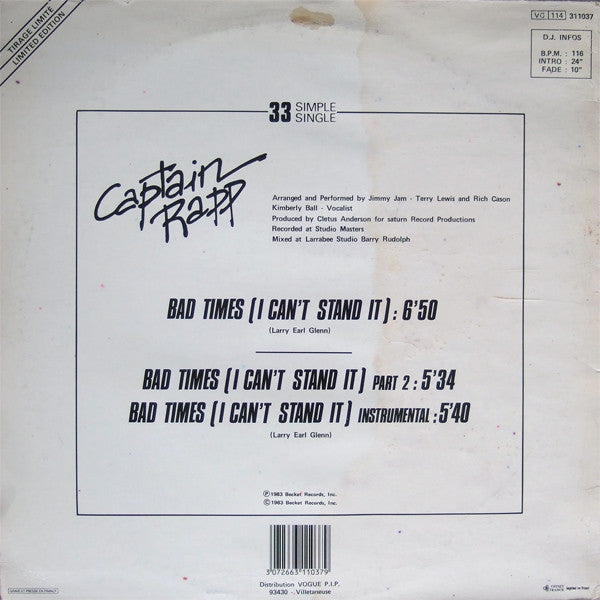 TIRAGE LIMITÉ
LIMITED EDITION
VG 114 311037
D.J. INFOS
B.P.M. : 116
INTRO : 24"
FADE : 10"
33 SIMPLE
SINGLE
Captain
Rapp
Arranged and Performed by Jimmy Jam - Terry Lewis and Rich Cason
Kimberly Ball - Vocalist
Produced by Cletus Anderson for saturn Record Productions
Recorded at Studio Masters
Mixed at Larrabee Studio Barry Rudolph
BAD TIMES (I CAN'T STAND IT) : 6'50
(Larry Earl Glenn)
BAD TIMES (I CAN'T STAND IT) PART 2 : 5'34
BAD TIMES (I CAN'T STAND IT) INSTRUMENTAL : 5'40
(Larry Earl Glenn)
℗ 1983 Becket Records, Inc.
© 1983 Becket Records, Inc.
3 072663 110379
Distribution VOGUE P.I.P.
93430 - Villetaneuse